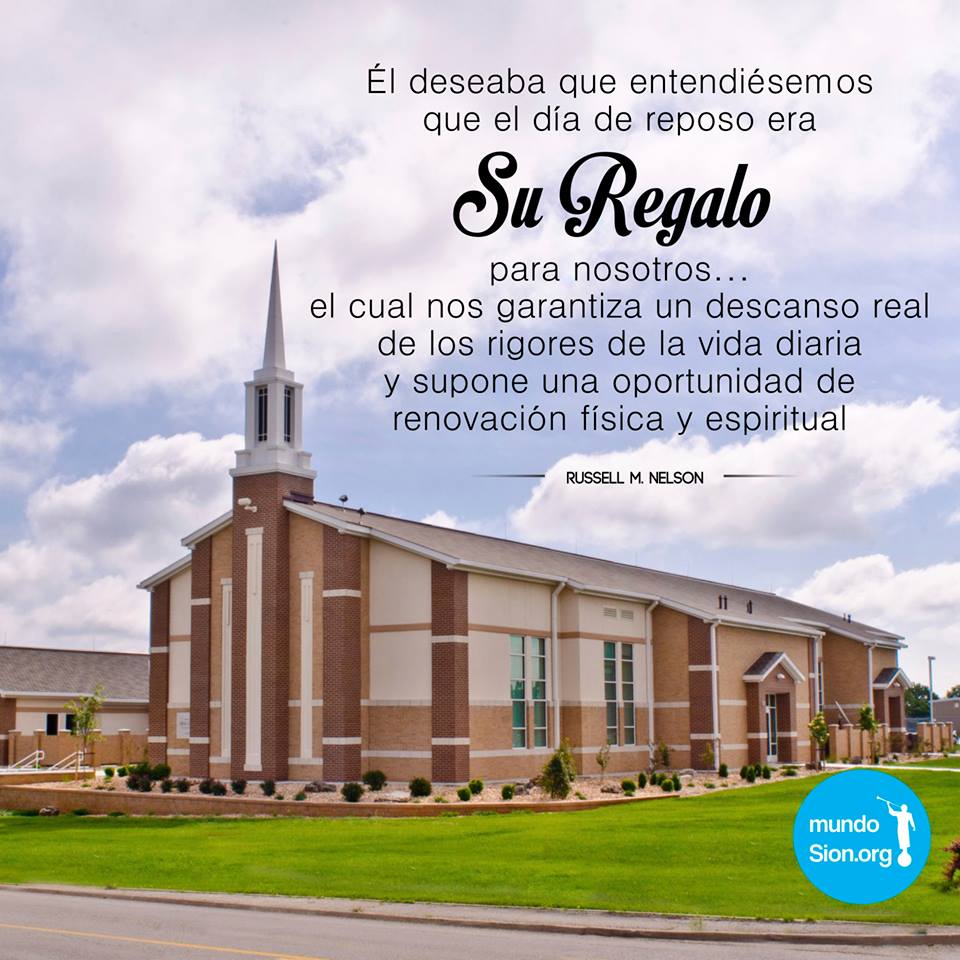 Él deseaba que entendiésemos
que el día de reposo era
Su Regalo
para nosotros...
el cual nos garantiza un descanso real
de los rigores de la vida diaria
y supone una oportunidad de
renovación física y espiritual
RUSSELL M. NELSON
mundo
Sion.org